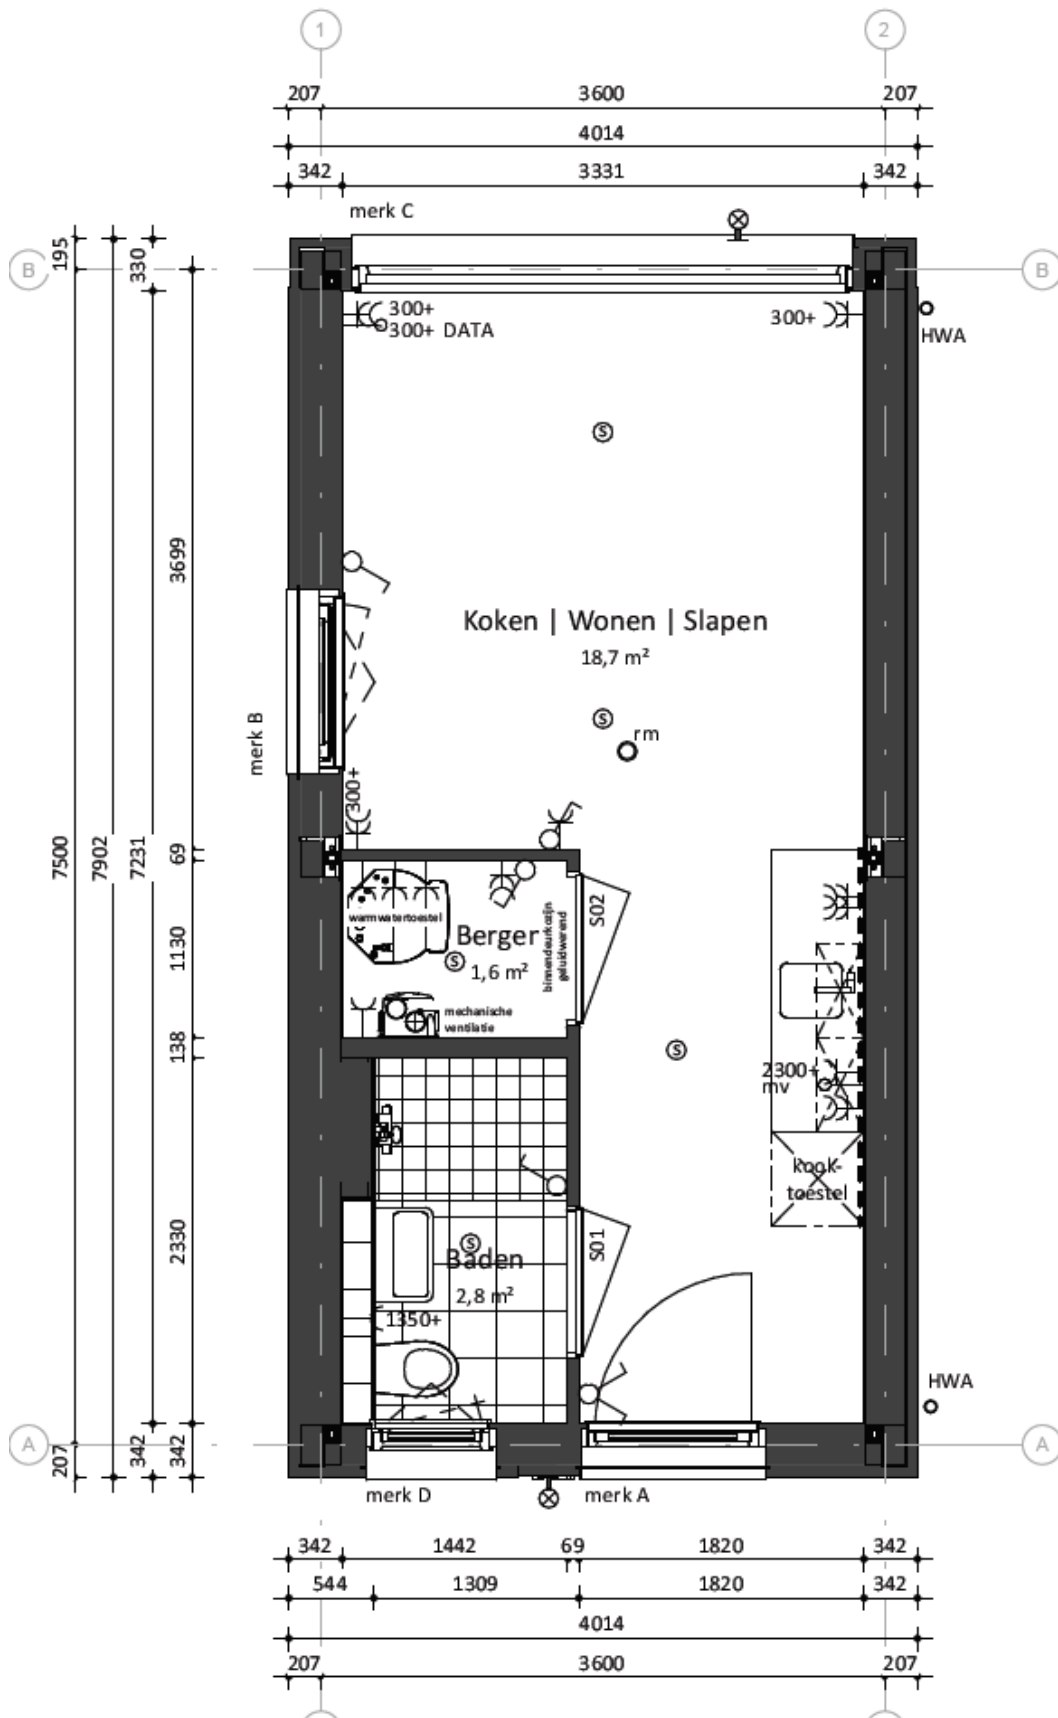 1
2
207
3600
207
4014
342
3331
342
merk C
195
330
B
B
300+
300+ DATA
300+
HWA
3699
Koken | Wonen | Slapen
18,7 m²
rm
merk B
300+
7500
7902
7231
69
warmwatertoestel
Berger
1,6 m²
binnendeurkozijn
geluidwerend
S02
1130
mechanische
ventilatie
138
2300+
mv
kook-
toestel
2330
Baden
2,8 m²
S01
1350+
HWA
A
A
207
342
342
merk D
merk A
342
1442
69
1820
342
544
1309
1820
342
4014
207
3600
207
S
S
S
S
S